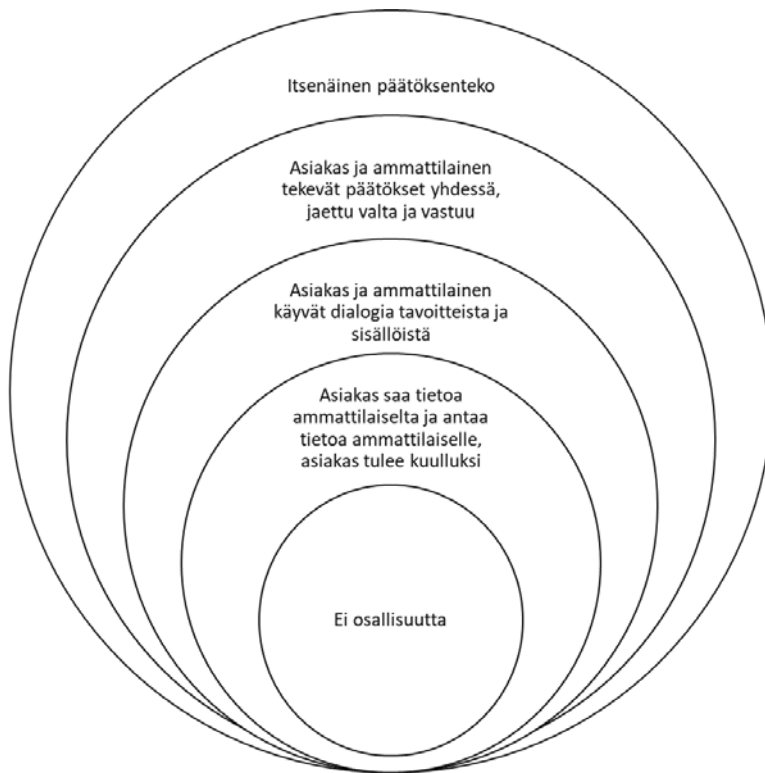 Itsenäinen päätöksenteko
Asiakas ja ammattilainen
tekevät päätökset yhdessä,
jaettu valta ja vastuu
Asiakas ja ammattilainen
käyvät dialogia tavoitteista ja
sisällöistä
Asiakas saa tietoa
ammattilaiselta ja antaa
tietoa ammattilaiselle,
asiakas tulee kuulluksi
Ei osallisuutta